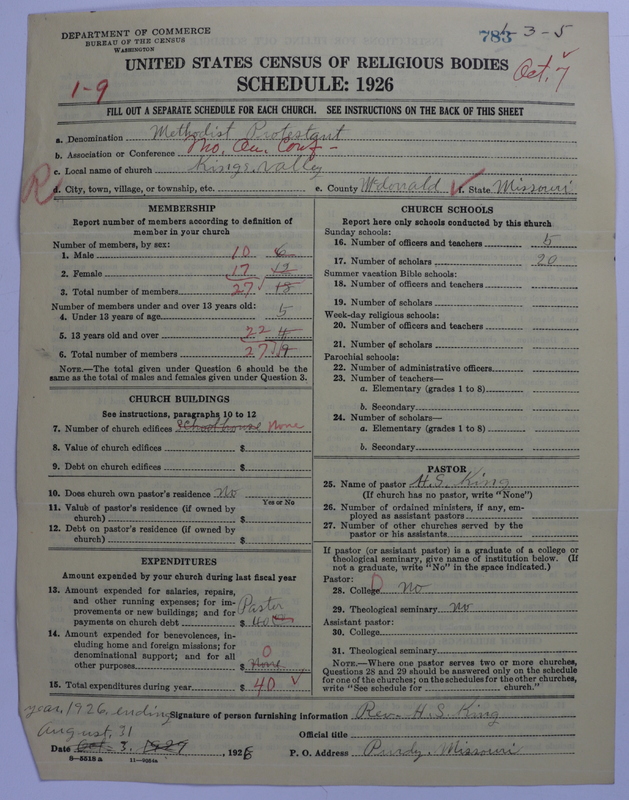 DEPARTMENT OF COMMERCE
BUREAU OF THE CENSUS
WASHINGTON
783 1-3-5
UNITED STATES CENSUS OF RELIGIOUS BODIES
Oct, 7
1-9
SCHEDULE: 1926
FILL OUT A SEPARATE SCHEDULE FOR EACH CHURCH. SEE INSTRUCTIONS ON THE BACK OF THIS SHEET
a. Denomination Methodist Protestant
b. Association or Conference Mo, Conf-
c. Local name of church Kings Valley
R
d. City, town, village, or township, etc. e. County McDonald f. State Missouri
MEMBERSHIP
Report number of members according to definition of
member in your church
Number of members, by sex:
1. Male 10 6
2. Female 17 12
3. Total number of members 27 18
Number of members under and over 13 years old:
4. Under 13 years of age 5
5. 13 years old and over 22 4
6. Total number of members 27 19
NOTE.—The total given under Question 6 should be
same as the total of males and females given under Question 3.
CHURCH BUILDINGS
See instructions, paragraphs 10 to 12
7. Number of church edifices School house None
8. Value of church edifices $
9. Debt on church edifices $
10. Does church own pastor's residence No
Yes or No
11. Value of pastor's residence (if owned by
church) $
12. Debt on pastor's residence (if owned by
church) $
EXPENDITURES
Amount expended by your church during last fiscal year
13. Amount expended for salaries, repairs,
and other running expenses; for im-
provements or new buildings; and for Pastor
payments on church debt $ 40
14. Amount expended for benevolences, in-
cluding home and foreign missions; for
denominational support; and for all 0
other purposes $ None
15. Total expenditures during year $ 40
CHURCH SCHOOLS
Report here only schools conducted by this church
Sunday schools:
16. Number of officers and teachers 5
17. Number of scholars 20
Summer vacation Bible schools:
18. Number of officers and teachers
19. Number of scholars
Week-day religious schools:
20. Number of officers and teachers
21. Number of scholars
Parochial schools:
22. Number of administrative officers
23. Number of teachers—
a. Elementary (grades 1 to 8)
b. Secondary
24. Number of scholars—
a. Elementary (grades 1 to 8)
b. Secondary
PASTOR
25. Name of pastor H. S. King
(If church has no pastor, write "None")
26. Number of ordained ministers, if any, em-
ployed as assistant pastors
27. Number of other churches served by the
pastor or his assistants
If pastor (or assistant pastor) is a graduate of a college or
theological seminary, give name of institution below. (If
not a graduate, write "No" in the space indicated.)
Pastor:
28. College 0 No
29. Theological seminary No
Assistant pastor:
30. College
31. Theological seminary
NOTE.—Where one pastor serves two or more churches,
Questions 28 and 29 should be answered only on the schedule
for one of the churches; on the schedules for the other churches,
write "See schedule for church."
year, 1926, ending
August, 31
Signature of person furnishing information Rev. H. S. King
Official title
Date Oct 3. 1927, 1926
P. O. Address Purdy, Missouri
8-5518 a 11-9324a